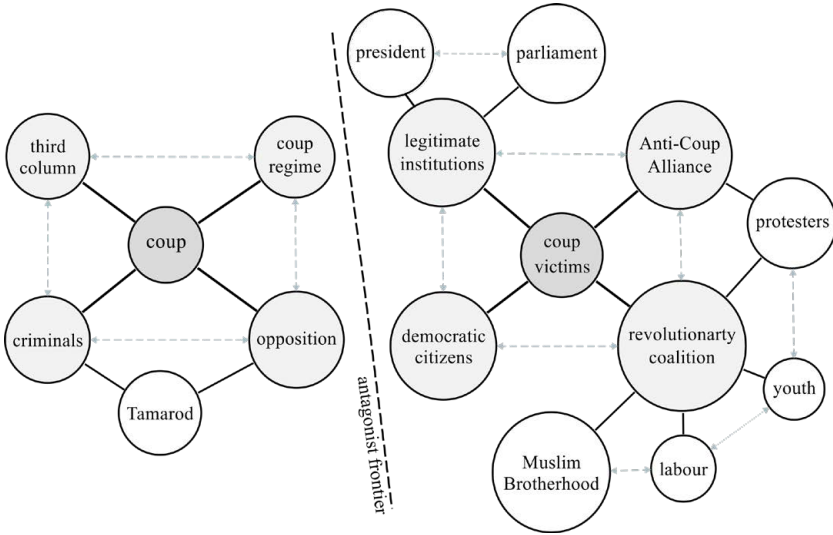 president
parliament
third
column
coup
regime
legitimate
institutions
Anti-Coup
Alliance
protesters
coup
coup
victims
criminals
opposition
democratic
citizens
revolutionarty
coalition
Tamarod
antagonist frontier
youth
Muslim
Brotherhood
labour